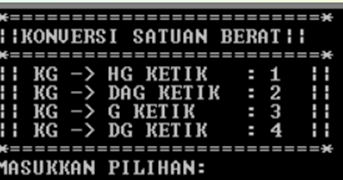 *==============================*
||KONVERSI SATUAN BERAT||
*==============================*
|| KG -> HG KETIK : 1 ||
|| KG -> DAG KETIK : 2 ||
|| KG -> G KETIK : 3 ||
|| KG -> DG KETIK : 4 ||
*==============================*
MASUKKAN PILIHAN: